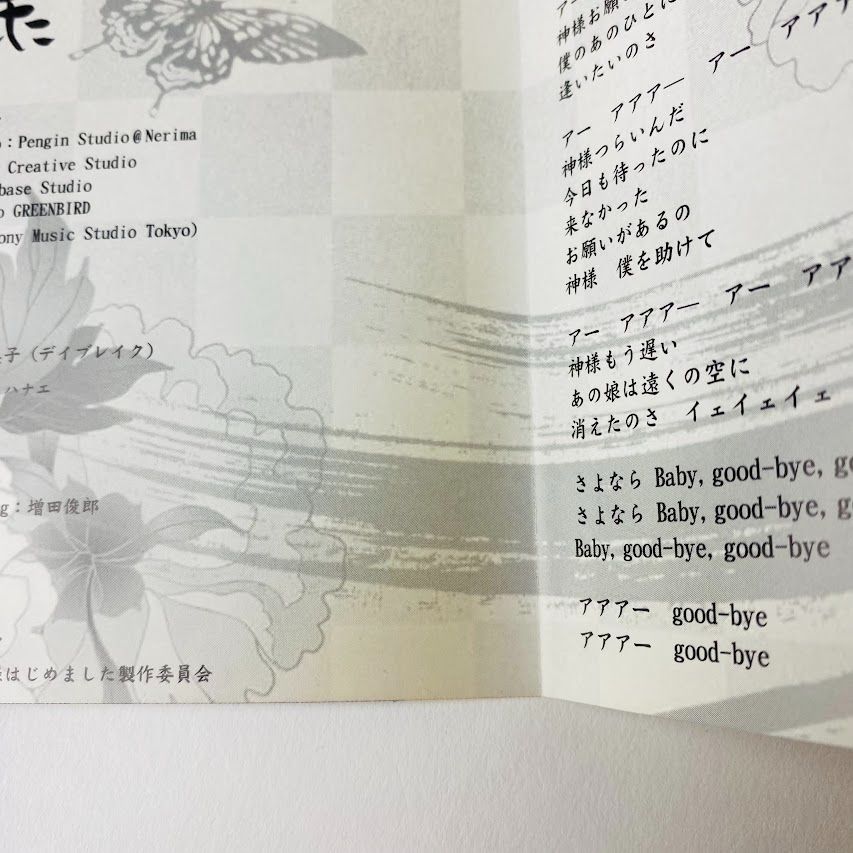 した
：Pengin Studio@Nerima
Creative Studio
base Studio
GREENBIRD
ony Music Studio Tokyo)
子（デイブレイク）
ハナエ
g：増田俊郎
はじめました製作委員会
神様お願い
僕のあのひとに
逢いたいのさ
アー　アアアー　アー　アアア
神様つらいんだ
今日も待ったのに
来なかった
お願いがあるの
神様　僕を助けて
アー　アアアー　アー　アア
神様もう遅い
あの娘は遠くの空に
消えたのさ　イェイェイェ
さよなら Baby, good-bye, go
さよなら Baby, good-bye, g
Baby, good-bye, good-bye
アアアー　good-bye
アアアー　good-bye